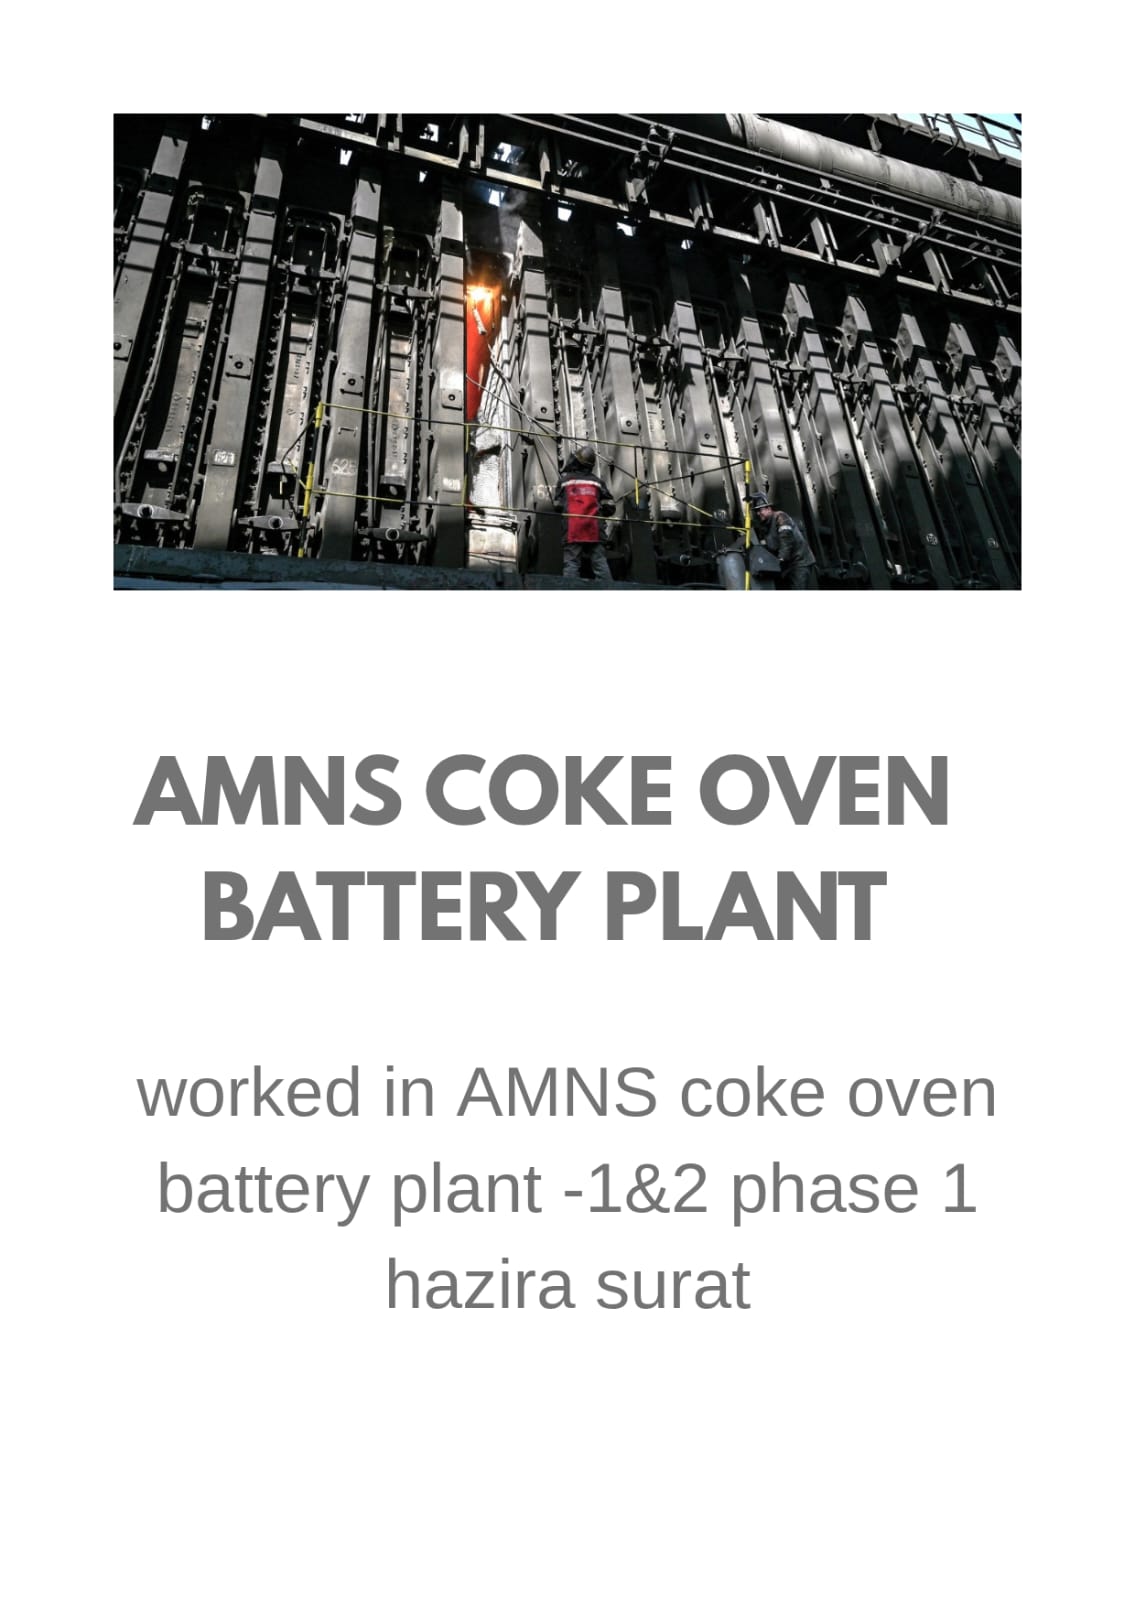 AMNS COKE OVEN
BATTERY PLANT
worked in AMNS coke oven
battery plant -1&2 phase 1
hazira surat